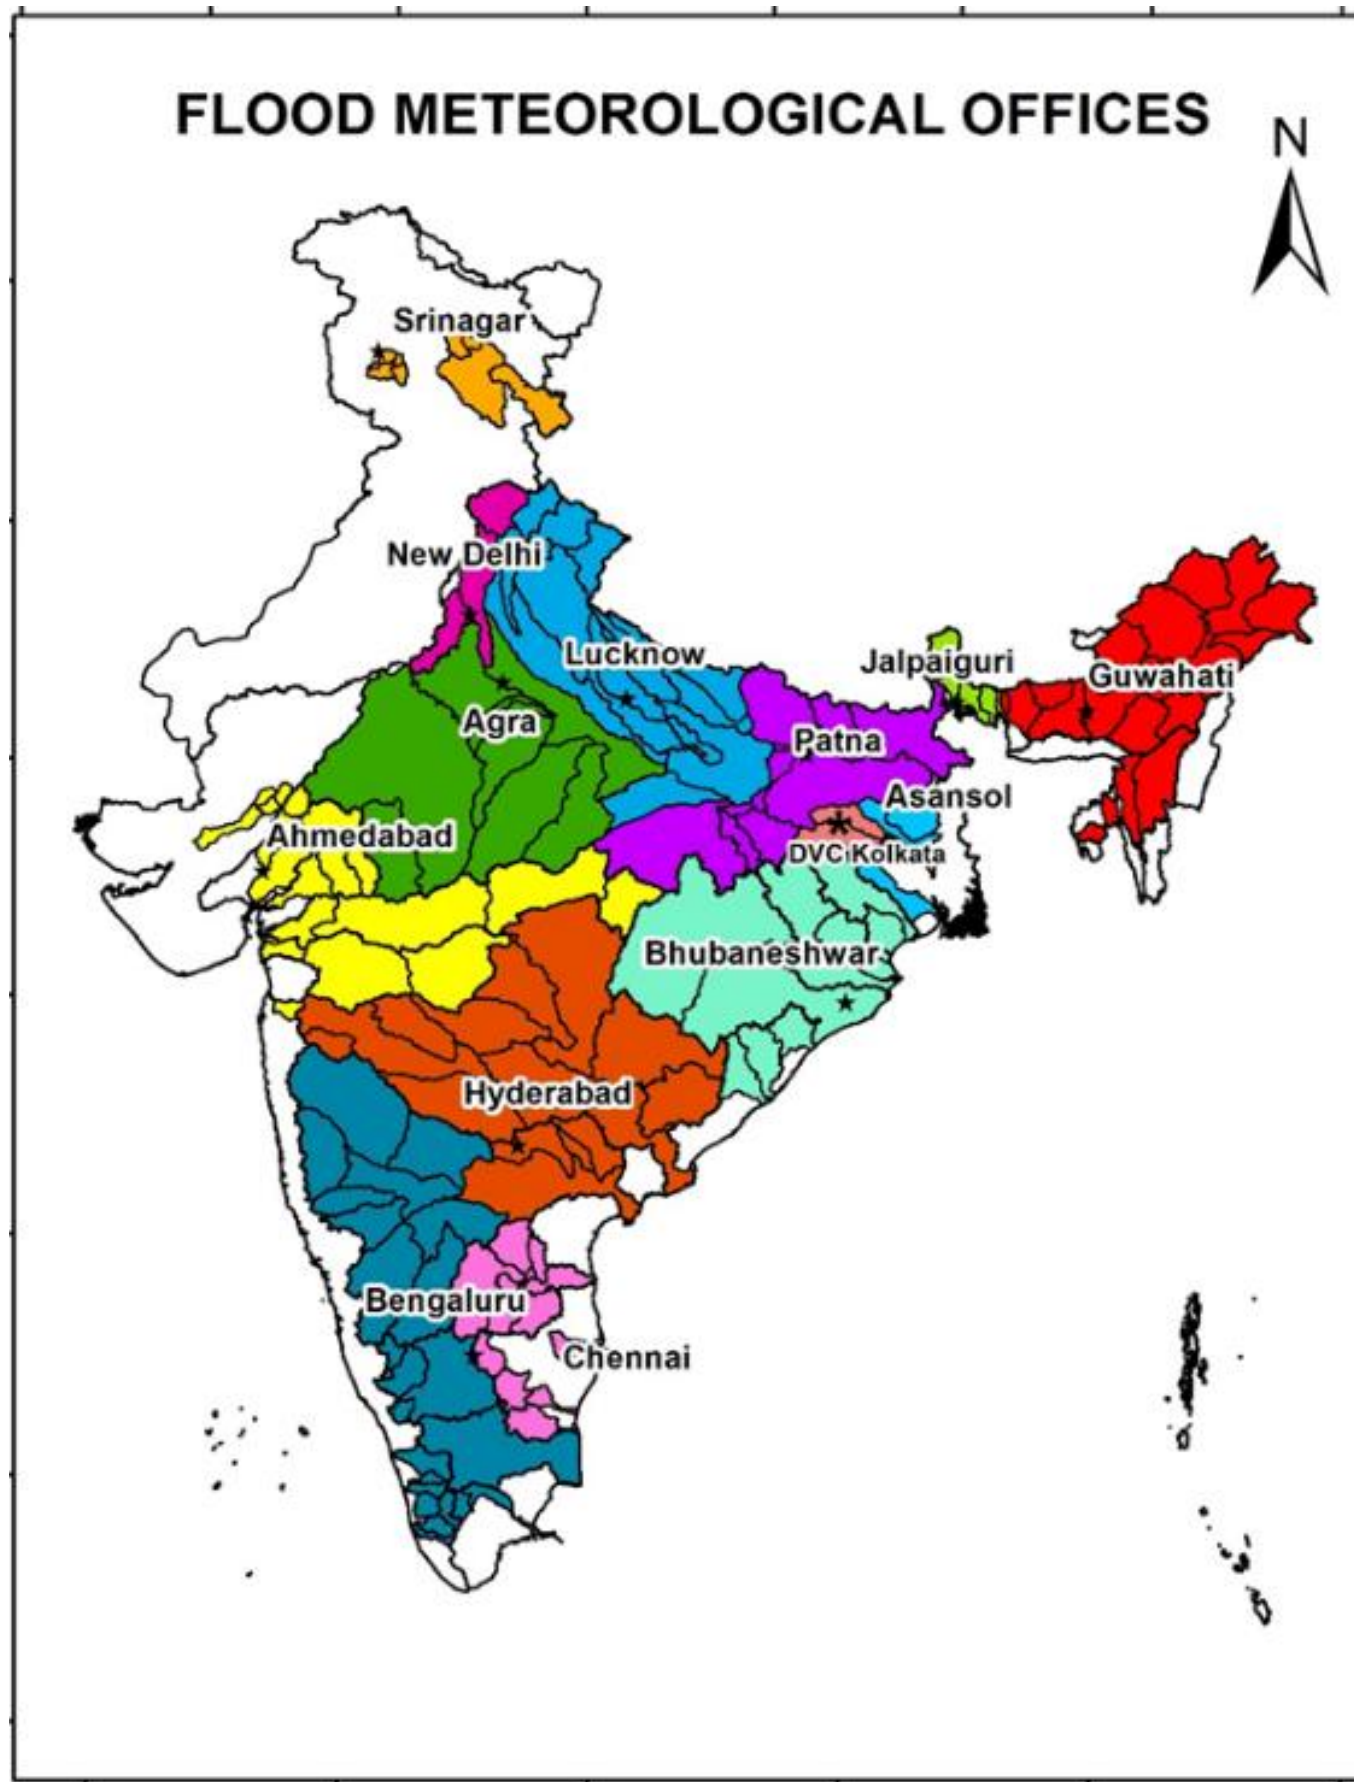 FLOOD METEOROLOGICAL OFFICES
N
Srinagar
New Delhi
Lucknow
Jalpaiguri
Guwahati
Agra
Patna
Asansol
Ahmedabad
DVC Kolkata
Bhubaneshwar
Hyderabad
Bengaluru
Chennai